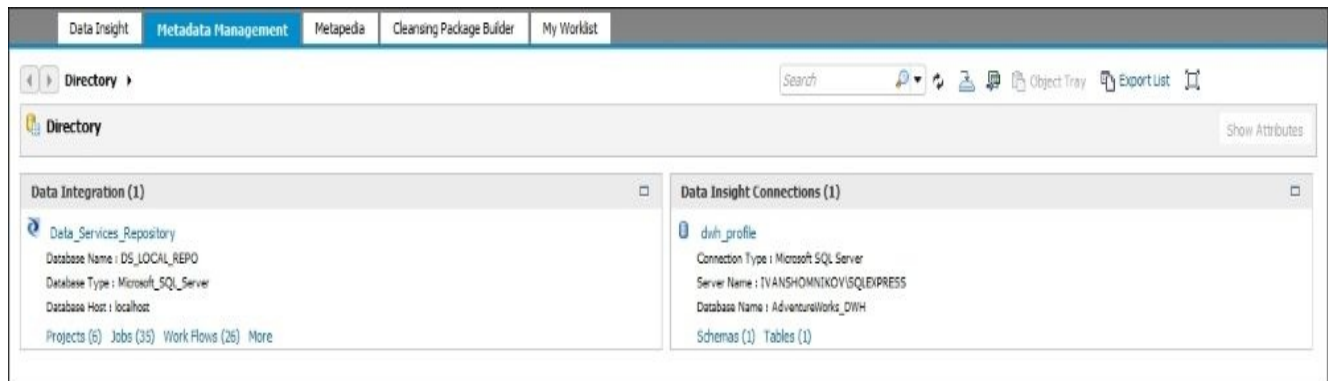 Data Insight Metadata Management Metapedia Cleansing Package Builder My Worklist
Directory
Search Object Tray Export List
Directory
Show Attributes
Data Integration (1)
Data_Services_Repository
Database Name : DS_LOCAL_REPO
Database Type : Microsoft_SQL_Server
Database Host : localhost
Projects (6) Jobs (35) Work Flows (26) More
Data Insight Connections (1)
dwh_profile
Connection Type : Microsoft SQL Server
Server Name : IVANSHOMNIKOV\SQLEXPRESS
Database Name : AdventureWorks_DWH
Schemas (1) Tables (1)